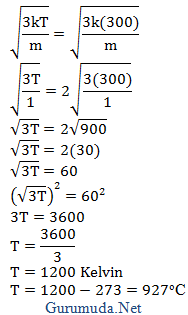 √(3kT/m) = √(3k(300)/m)
√(3T/1) = 2√(3(300)/1)
√3T = 2√900
√3T = 2(30)
√3T = 60
(√3T)² = 60²
3T = 3600
T = 3600/3
T = 1200 Kelvin
T = 1200 − 273 = 927°C
Gurumuda.Net